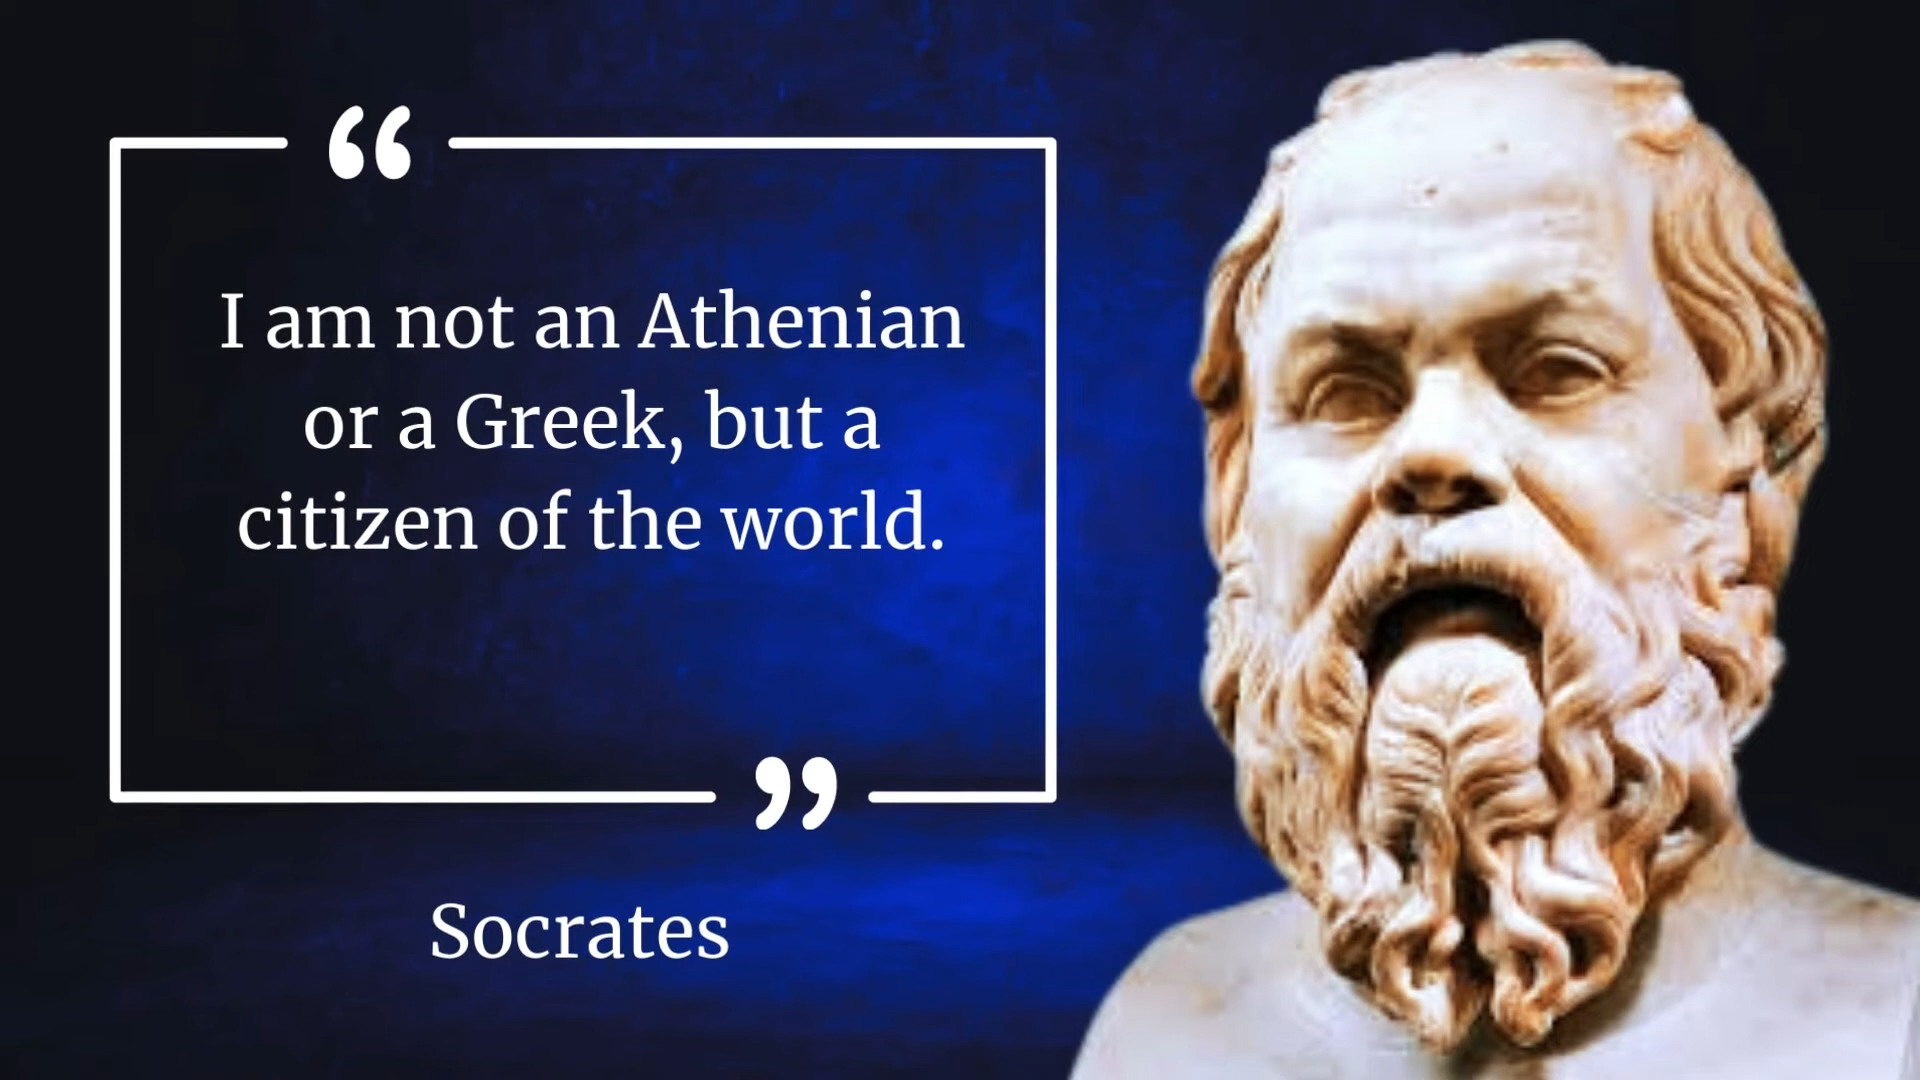 “
I am not an Athenian
or a Greek, but a
citizen of the world.
”
Socrates